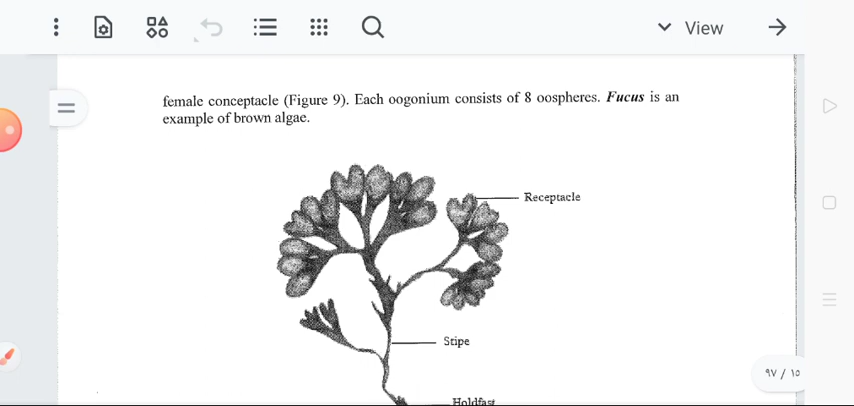 View
female conceptacle (Figure 9). Each oogonium consists of 8 oospheres. Fucus is an
example of brown algae.
Receptacle
Stipe
Holdfast
٩٧ / ١٥